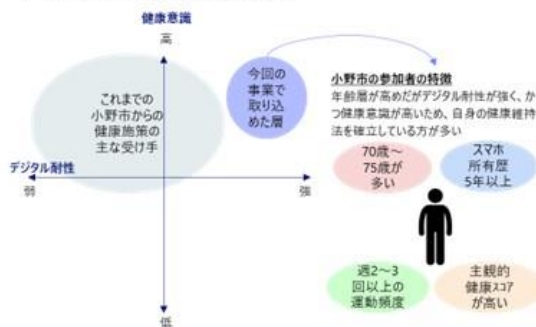 健康意識
高
これまでの
小野市からの
健康施策の
主な受け手
今回の
事業で
取り込
めた層
デジタル耐性
弱
強
低
小野市の参加者の特徴
年齢層が高めだがデジタル耐性が強く、か
つ健康意識が高いため、自身の健康維持
法を確立している方が多い
70歳～
75歳が
多い
スマホ
所有歴
5年以上
週2～3
回以上の
運動頻度
主観的
健康スコア
が高い